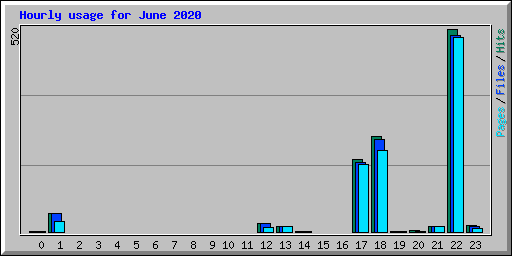 Hourly usage for June 2020
520
Pages/Files/Hits
0 1 2 3 4 5 6 7 8 9 10 11 12 13 14 15 16 17 18 19 20 21 22 23